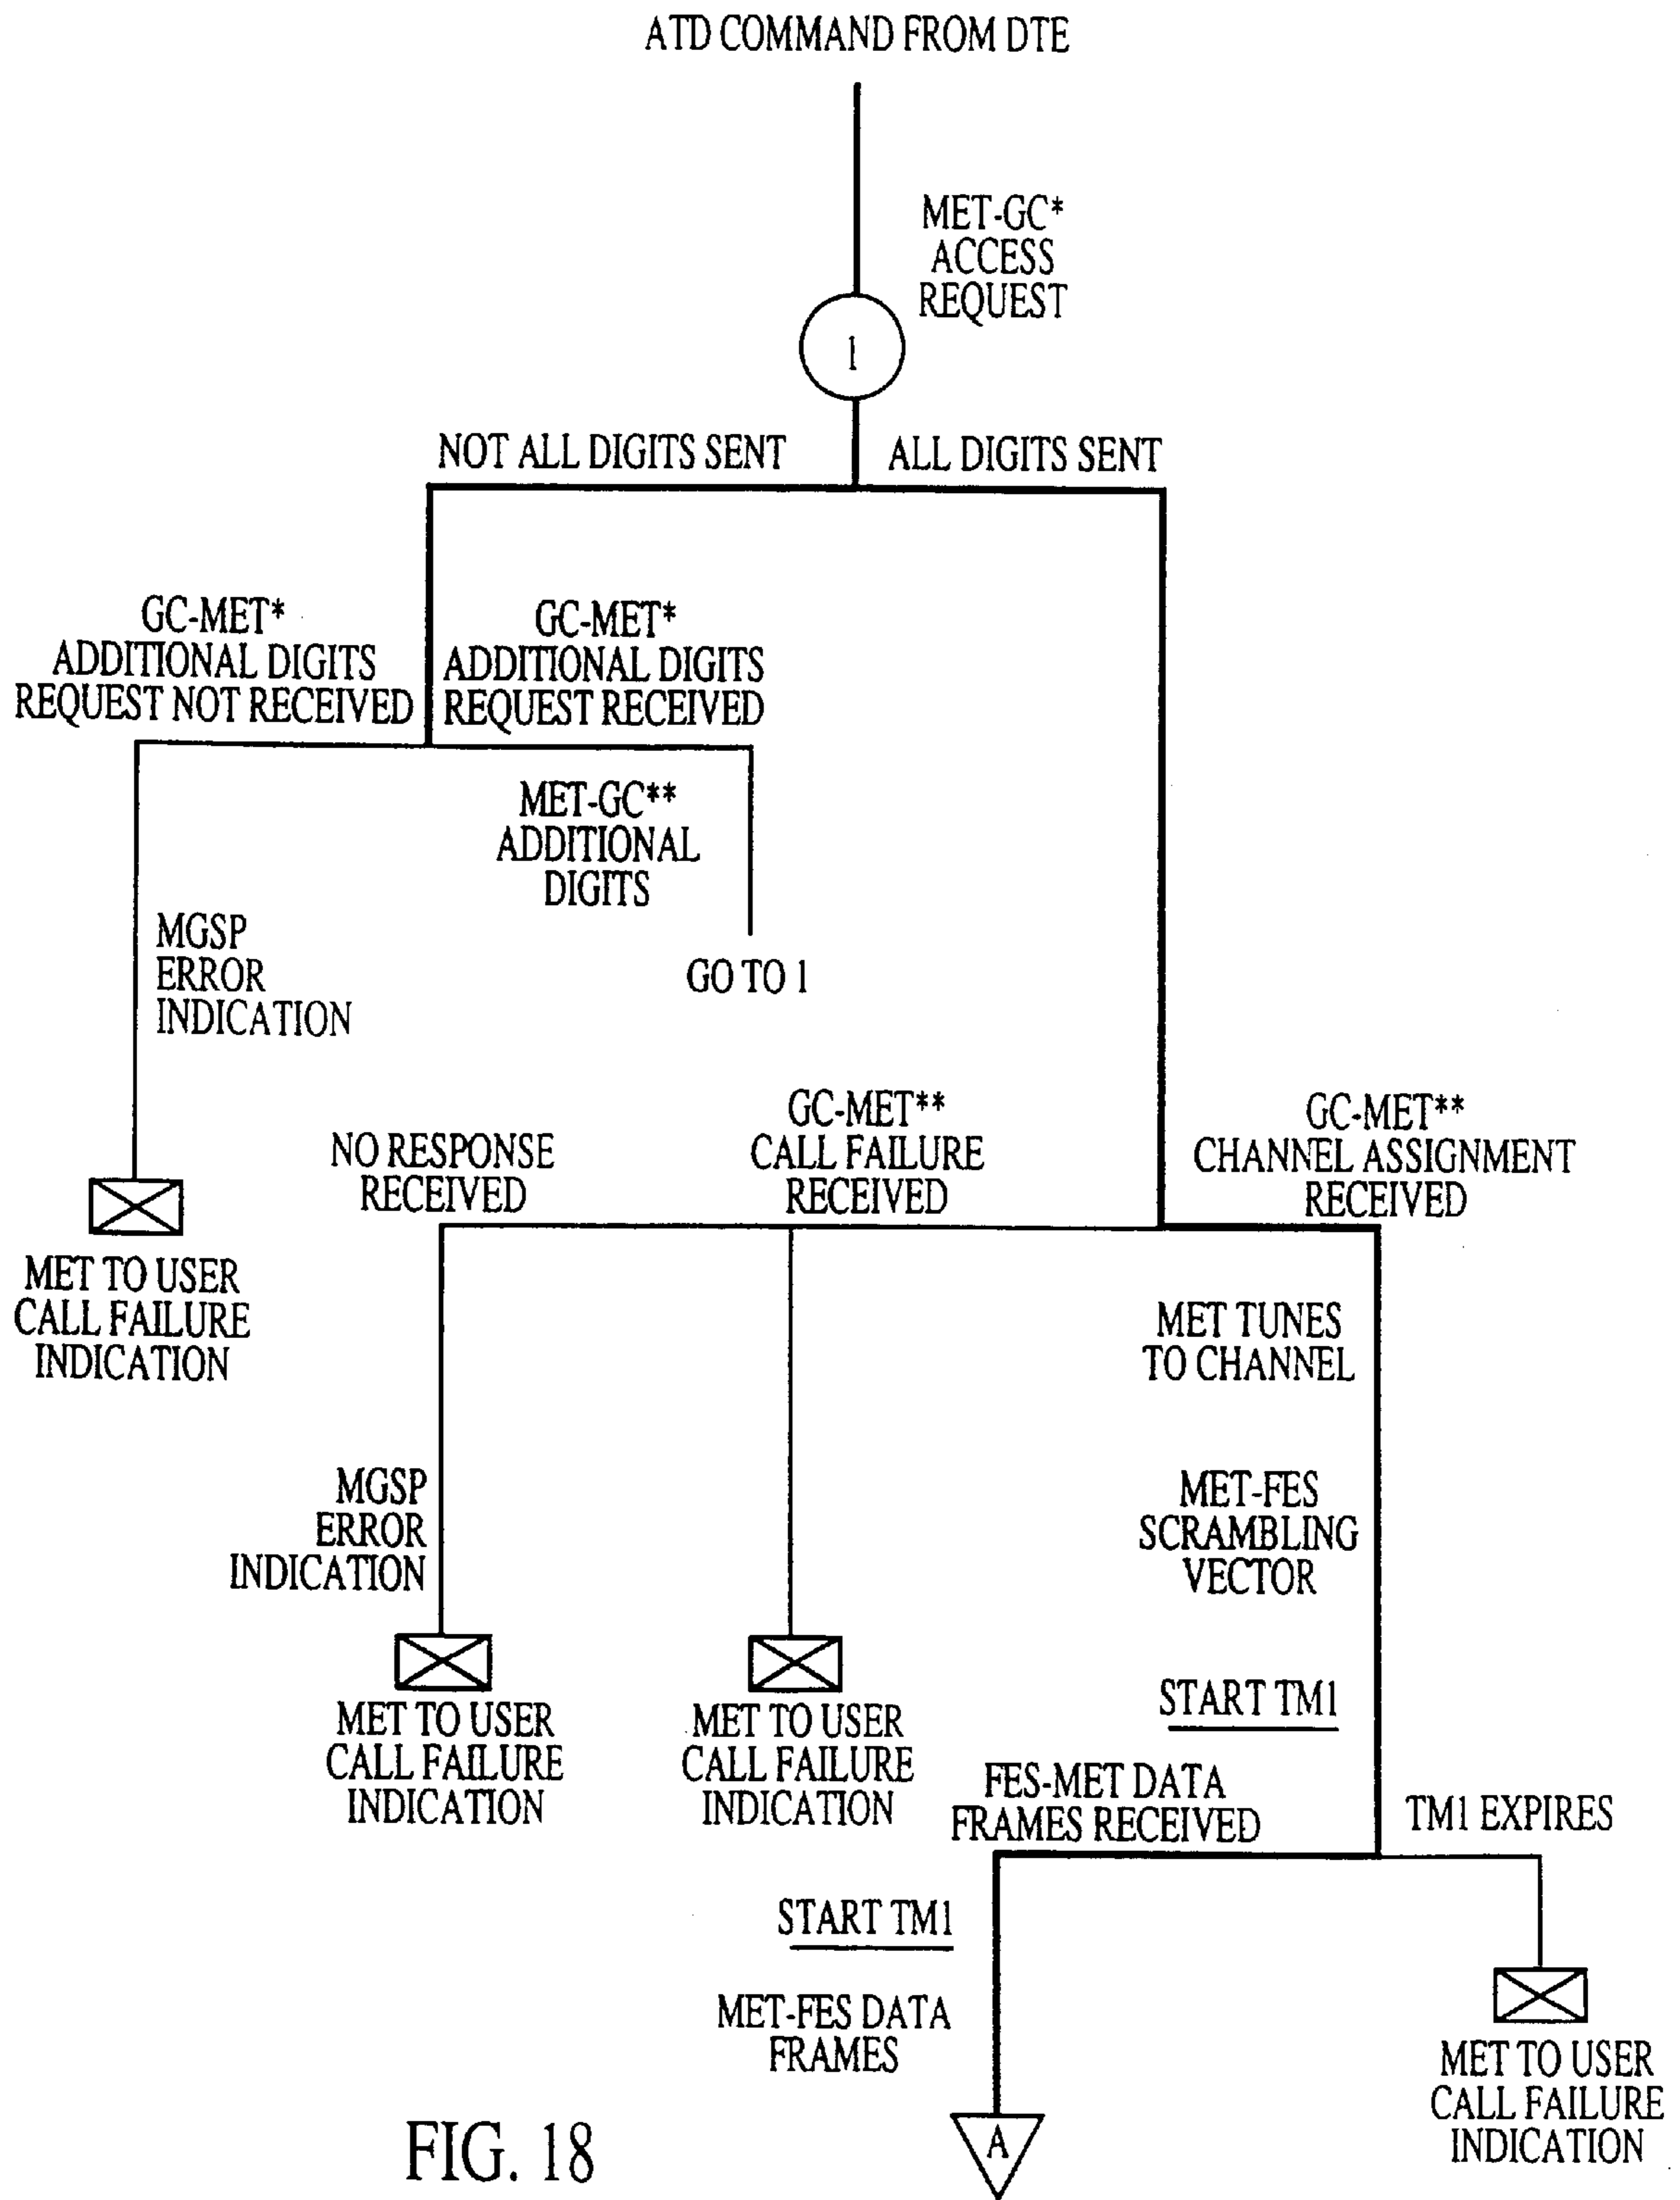 ATD COMMAND FROM DTE
MET-GC*
ACCESS
REQUEST
1
NOT ALL DIGITS SENT
ALL DIGITS SENT
GC-MET*
ADDITIONAL DIGITS
REQUEST NOT RECEIVED
GC-MET*
ADDITIONAL DIGITS
REQUEST RECEIVED
MET-GC**
ADDITIONAL
DIGITS
GO TO 1
MGSP
ERROR
INDICATION
MET TO USER
CALL FAILURE
INDICATION
NO RESPONSE
RECEIVED
GC-MET**
CALL FAILURE
RECEIVED
GC-MET**
CHANNEL ASSIGNMENT
RECEIVED
MGSP
ERROR
INDICATION
MET TO USER
CALL FAILURE
INDICATION
MET TO USER
CALL FAILURE
INDICATION
MET TUNES
TO CHANNEL
MET-FES
SCRAMBLING
VECTOR
START TM1
FES-MET DATA
FRAMES RECEIVED
TM1 EXPIRES
START TM1
MET-FES DATA
FRAMES
A
MET TO USER
CALL FAILURE
INDICATION
FIG. 18